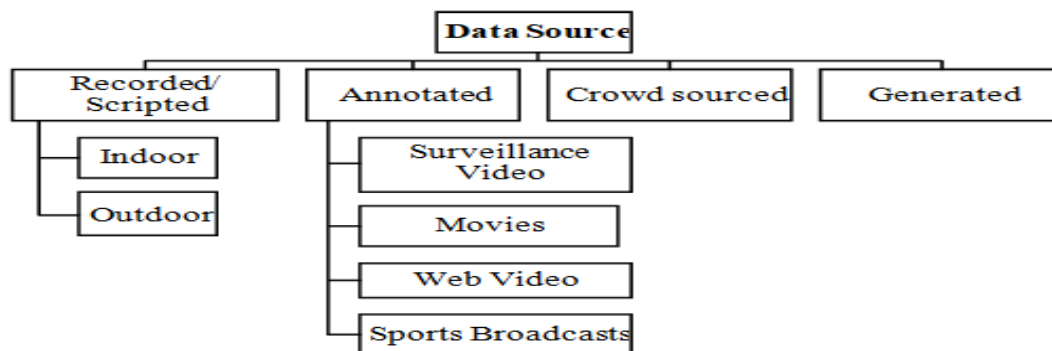 Data Source
Recorded/
Scripted
Annotated
Crowd sourced
Generated
Indoor
Outdoor
Surveillance
Video
Movies
Web Video
Sports Broadcasts